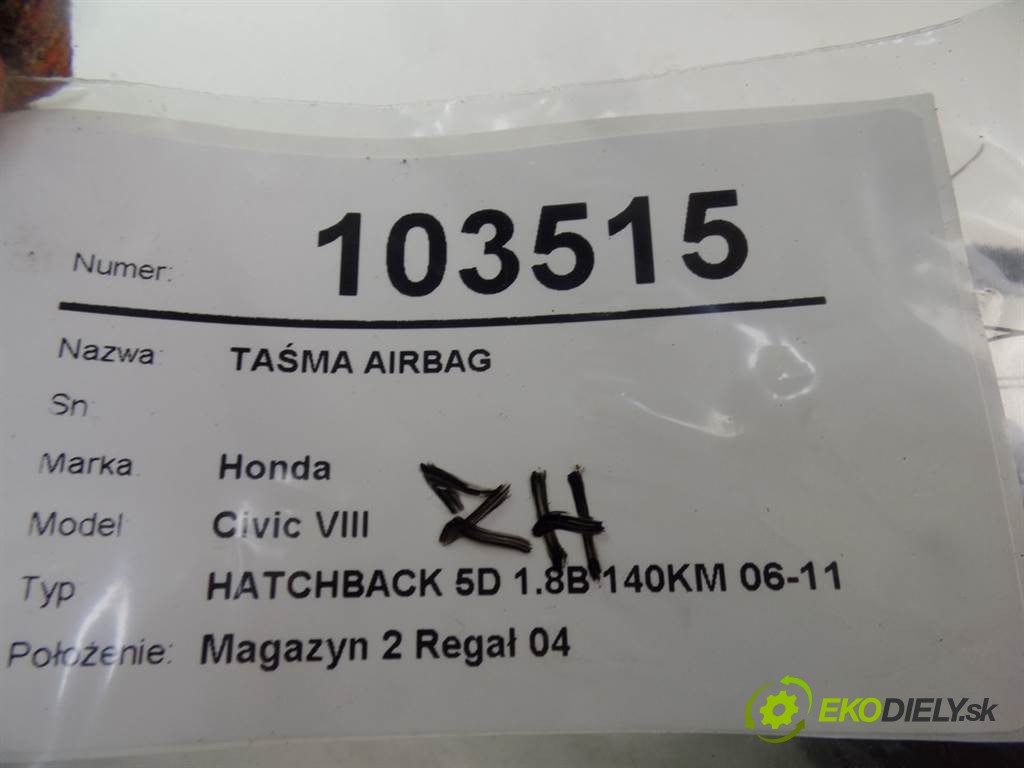 Numer: 103515
Nazwa: TAŚMA AIRBAG
Sn
Marka Honda
Model Civic VIII ZH
Typ HATCHBACK 5D 1.8B 140KM 06-11
Położenie: Magazyn 2 Regał 04
EKODIELY.sk